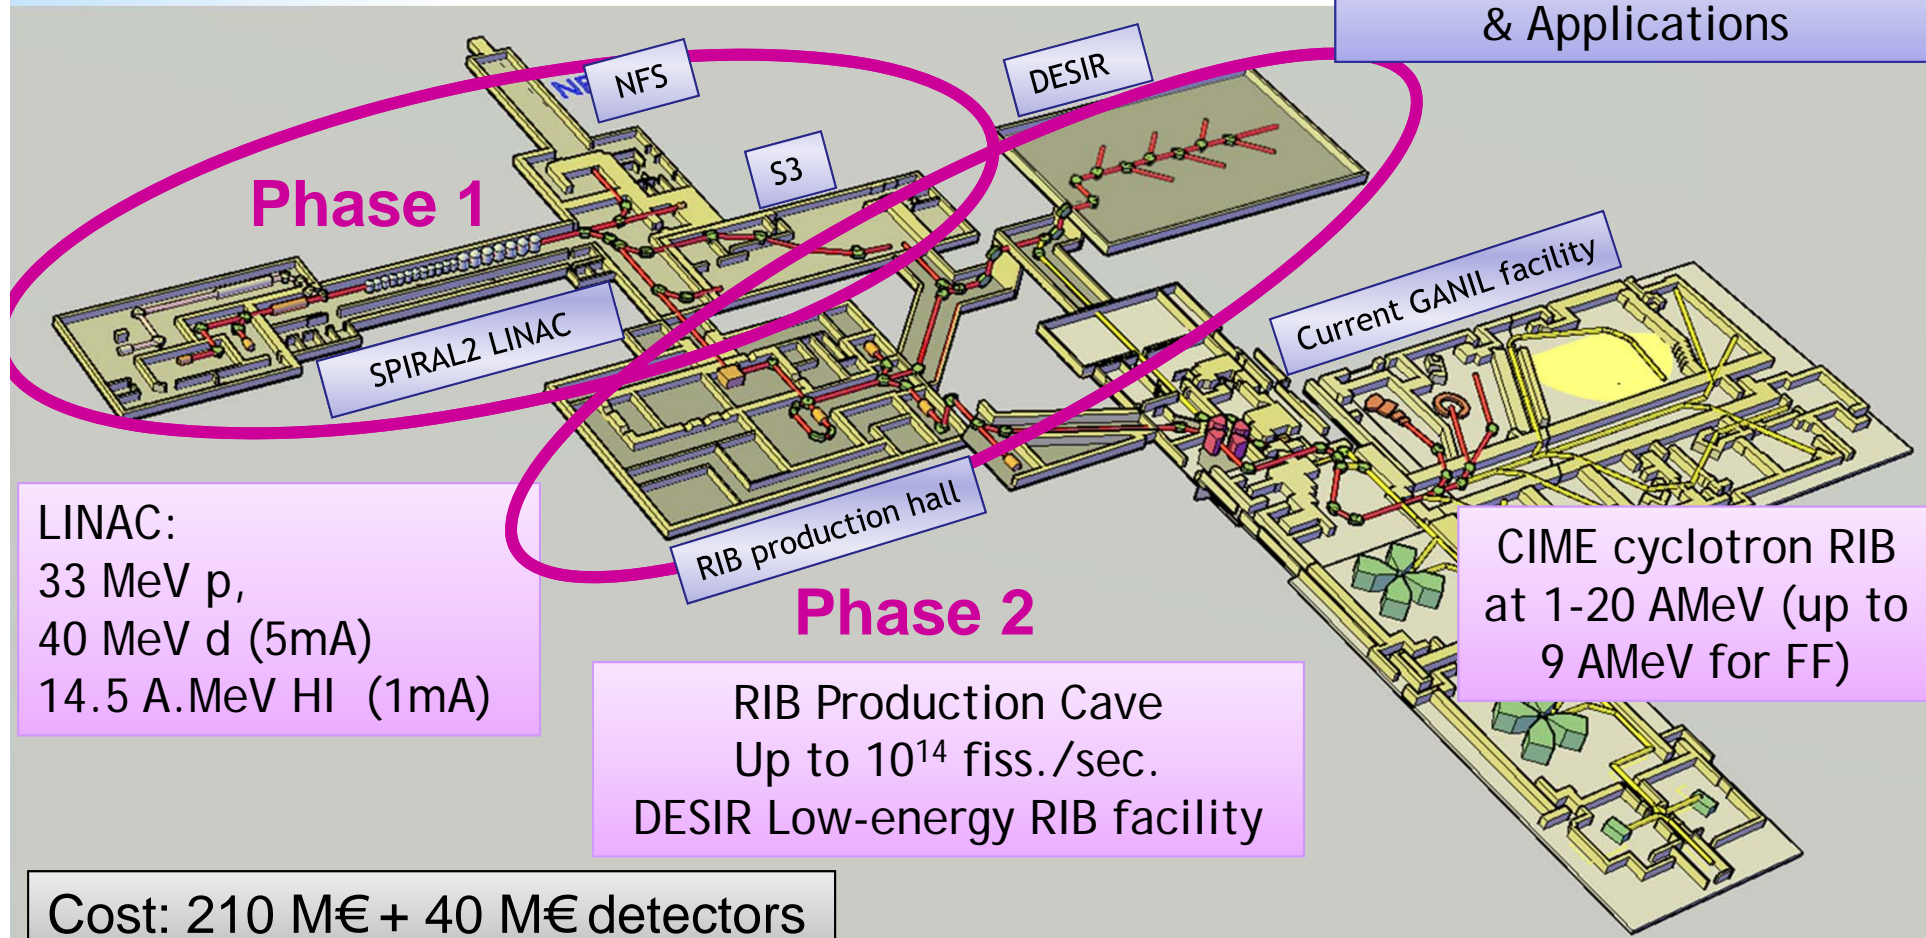 & Applications
NFS
DESIR
S3
Phase 1
Current GANIL facility
SPIRAL2 LINAC
RIB production hall
LINAC:
33 MeV p,
40 MeV d (5mA)
14.5 A.MeV HI (1mA)
Phase 2
CIME cyclotron RIB
at 1-20 AMeV (up to
9 AMeV for FF)
RIB Production Cave
Up to 10¹⁴ fiss./sec.
DESIR Low-energy RIB facility
Cost: 210 M€ + 40 M€ detectors